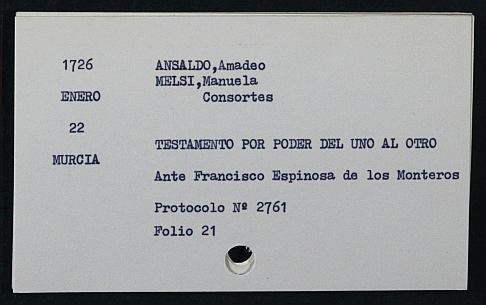 1726 ANSALDO,Amadeo
MELSI,Manuela
ENERO Consortes
22
TESTAMENTO POR PODER DEL UNO AL OTRO
MURCIA
Ante Francisco Espinosa de los Monteros
Protocolo Nº 2761
Folio 21